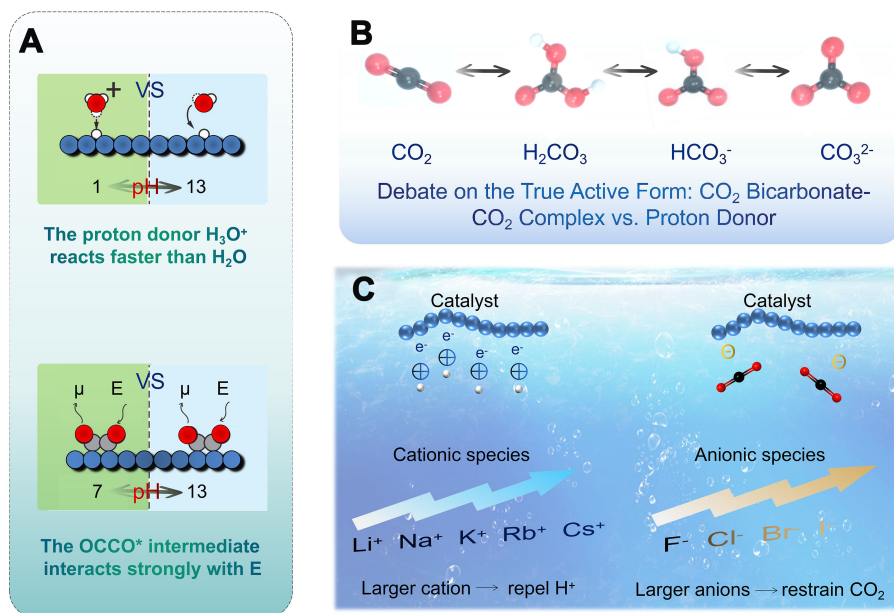 A
+
VS
1 pH 13
The proton donor H₃O⁺
reacts faster than H₂O
VS
μ E μ E
7 pH 13
The OCCO* intermediate
interacts strongly with E
B
CO₂ H₂CO₃ HCO₃⁻ CO₃²⁻
Debate on the True Active Form: CO₂ Bicarbonate-
CO₂ Complex vs. Proton Donor
C
Catalyst
e⁻ e⁻ e⁻ e⁻
Cationic species
Li⁺ Na⁺ K⁺ Rb⁺ Cs⁺
Larger cation → repel H⁺
Catalyst
Anionic species
F⁻ Cl⁻ Br⁻ I⁻
Larger anions → restrain CO₂